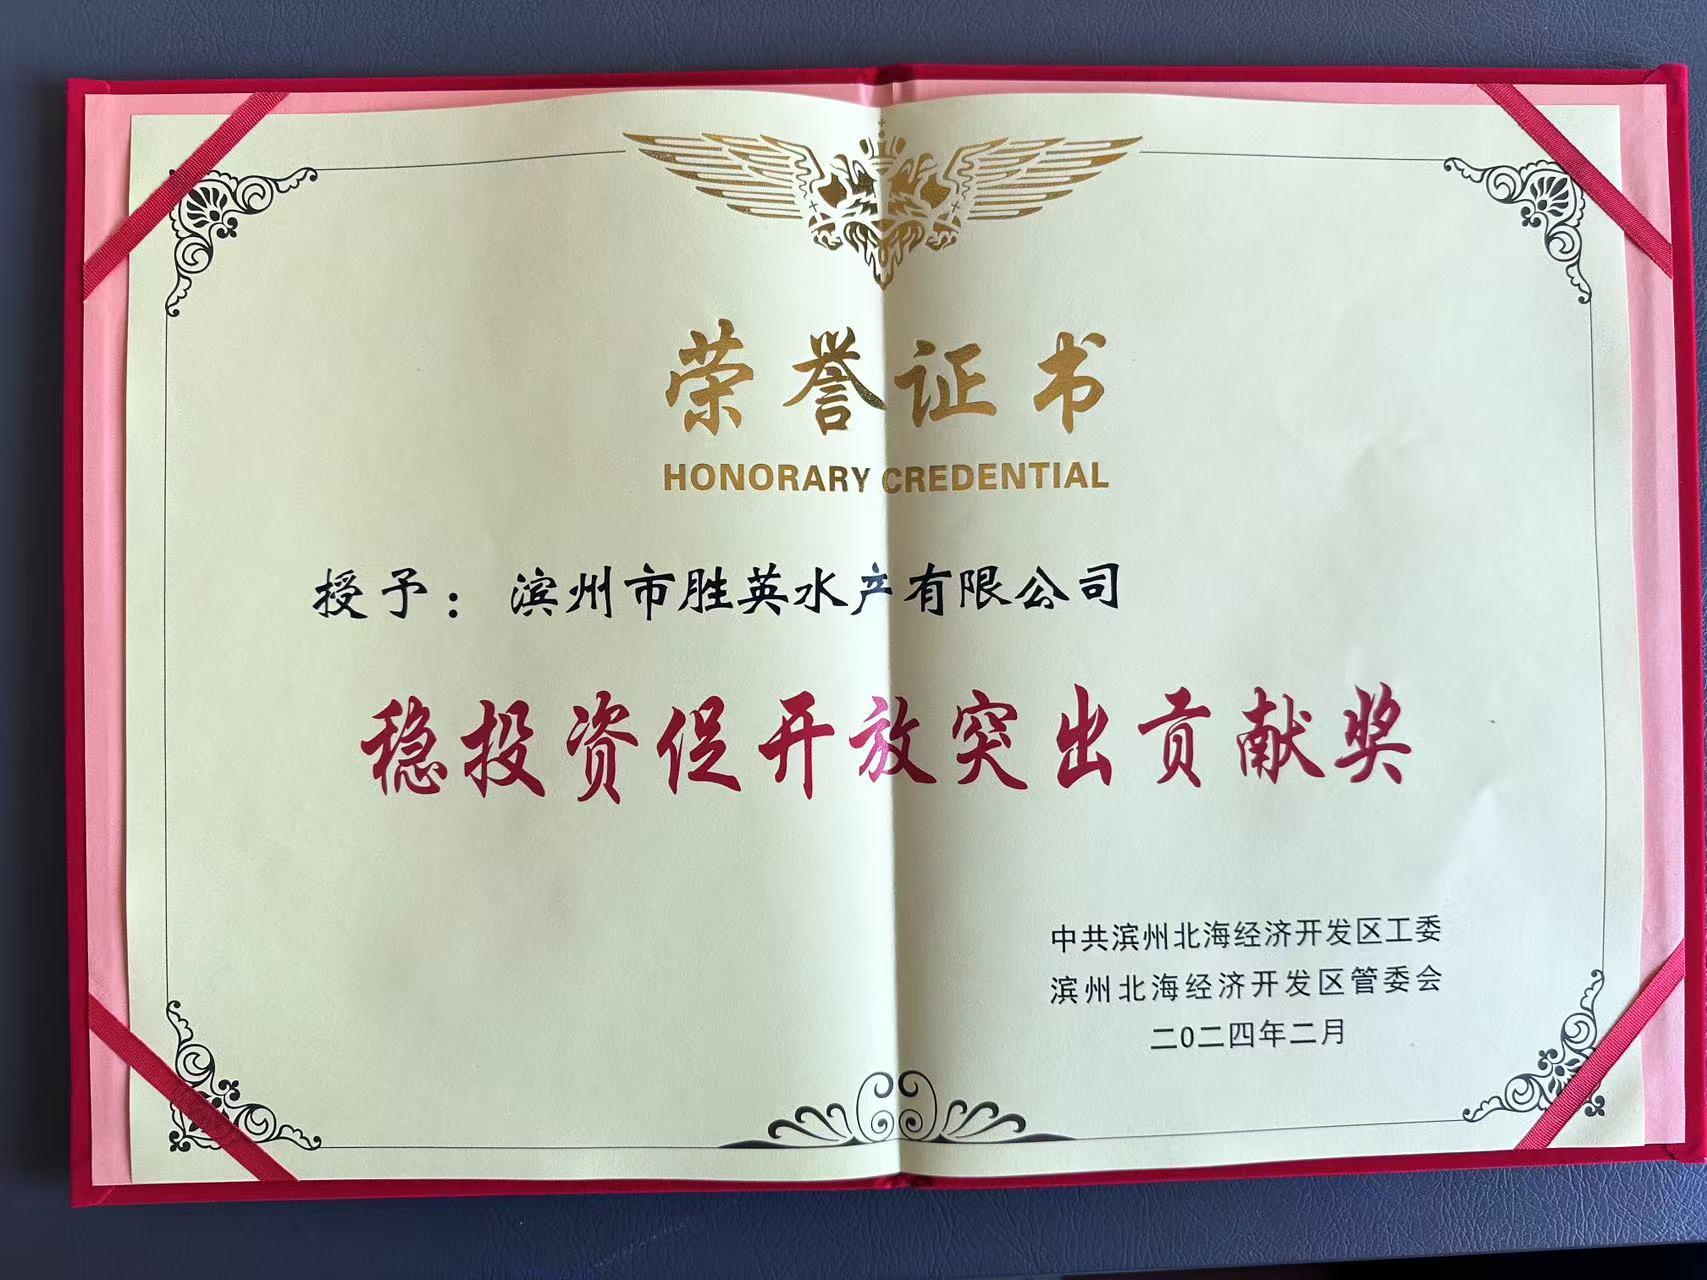 荣誉证书
HONORARY CREDENTIAL
授予：滨州市胜英水产有限公司
稳投资促开放突出贡献奖
中共滨州北海经济开发区工委
滨州北海经济开发区管委会
二0二四年二月